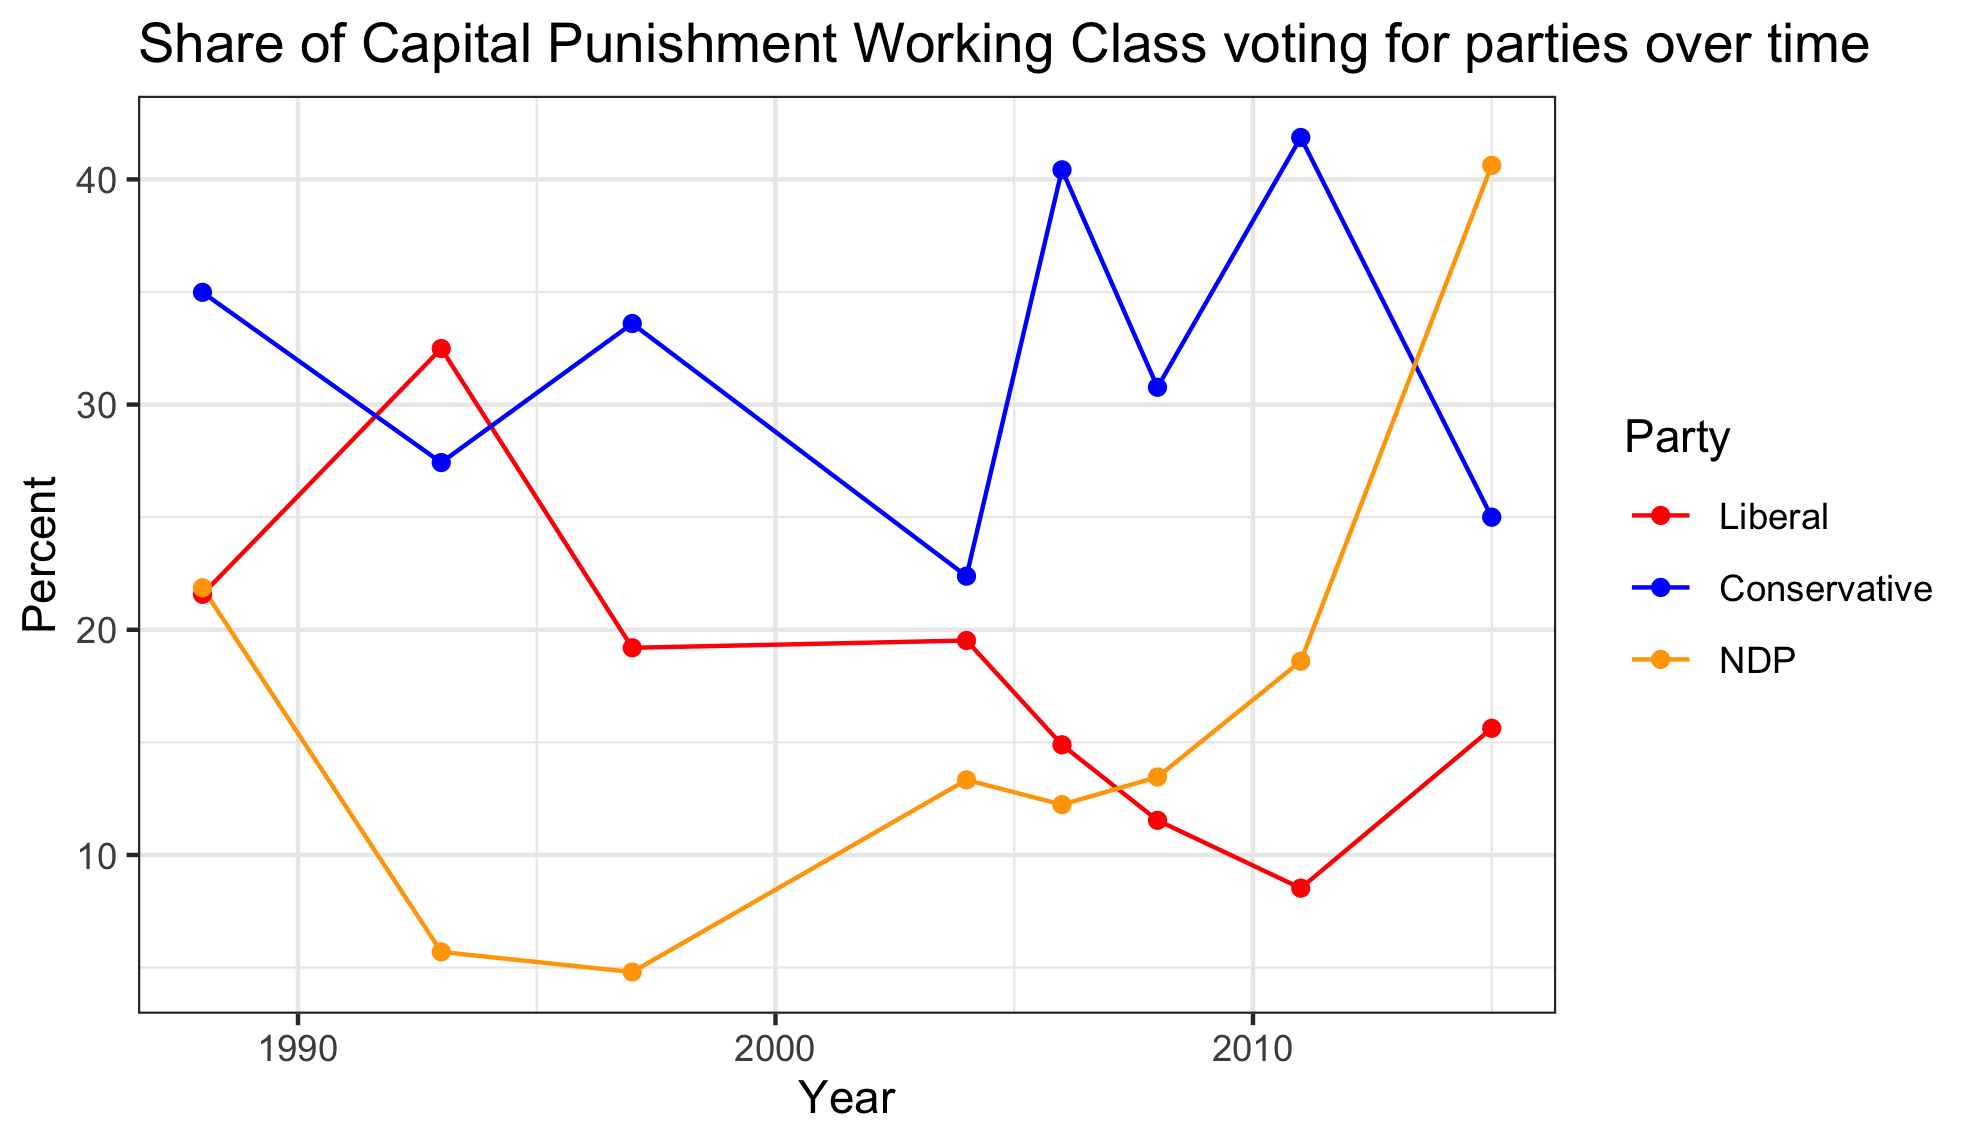 Share of Capital Punishment Working Class voting for parties over time
40
30
20
10
Percent
1990 2000 2010
Year
Party
Liberal
Conservative
NDP